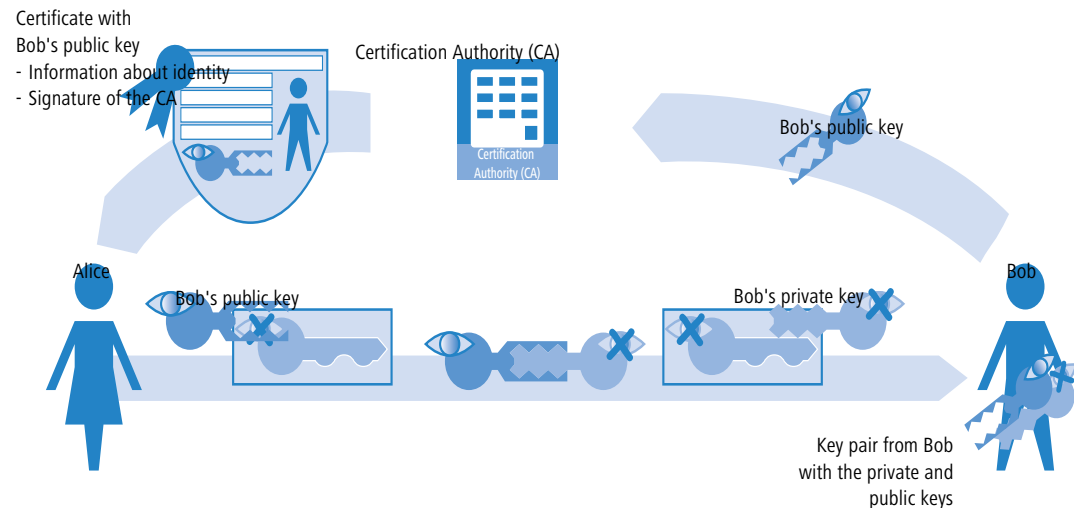 Certificate with
Bob's public key
- Information about identity
- Signature of the CA
Certification Authority (CA)
Certification
Authority (CA)
Bob's public key
Alice
Bob's public key
Bob's private key
Bob
Key pair from Bob
with the private and
public keys